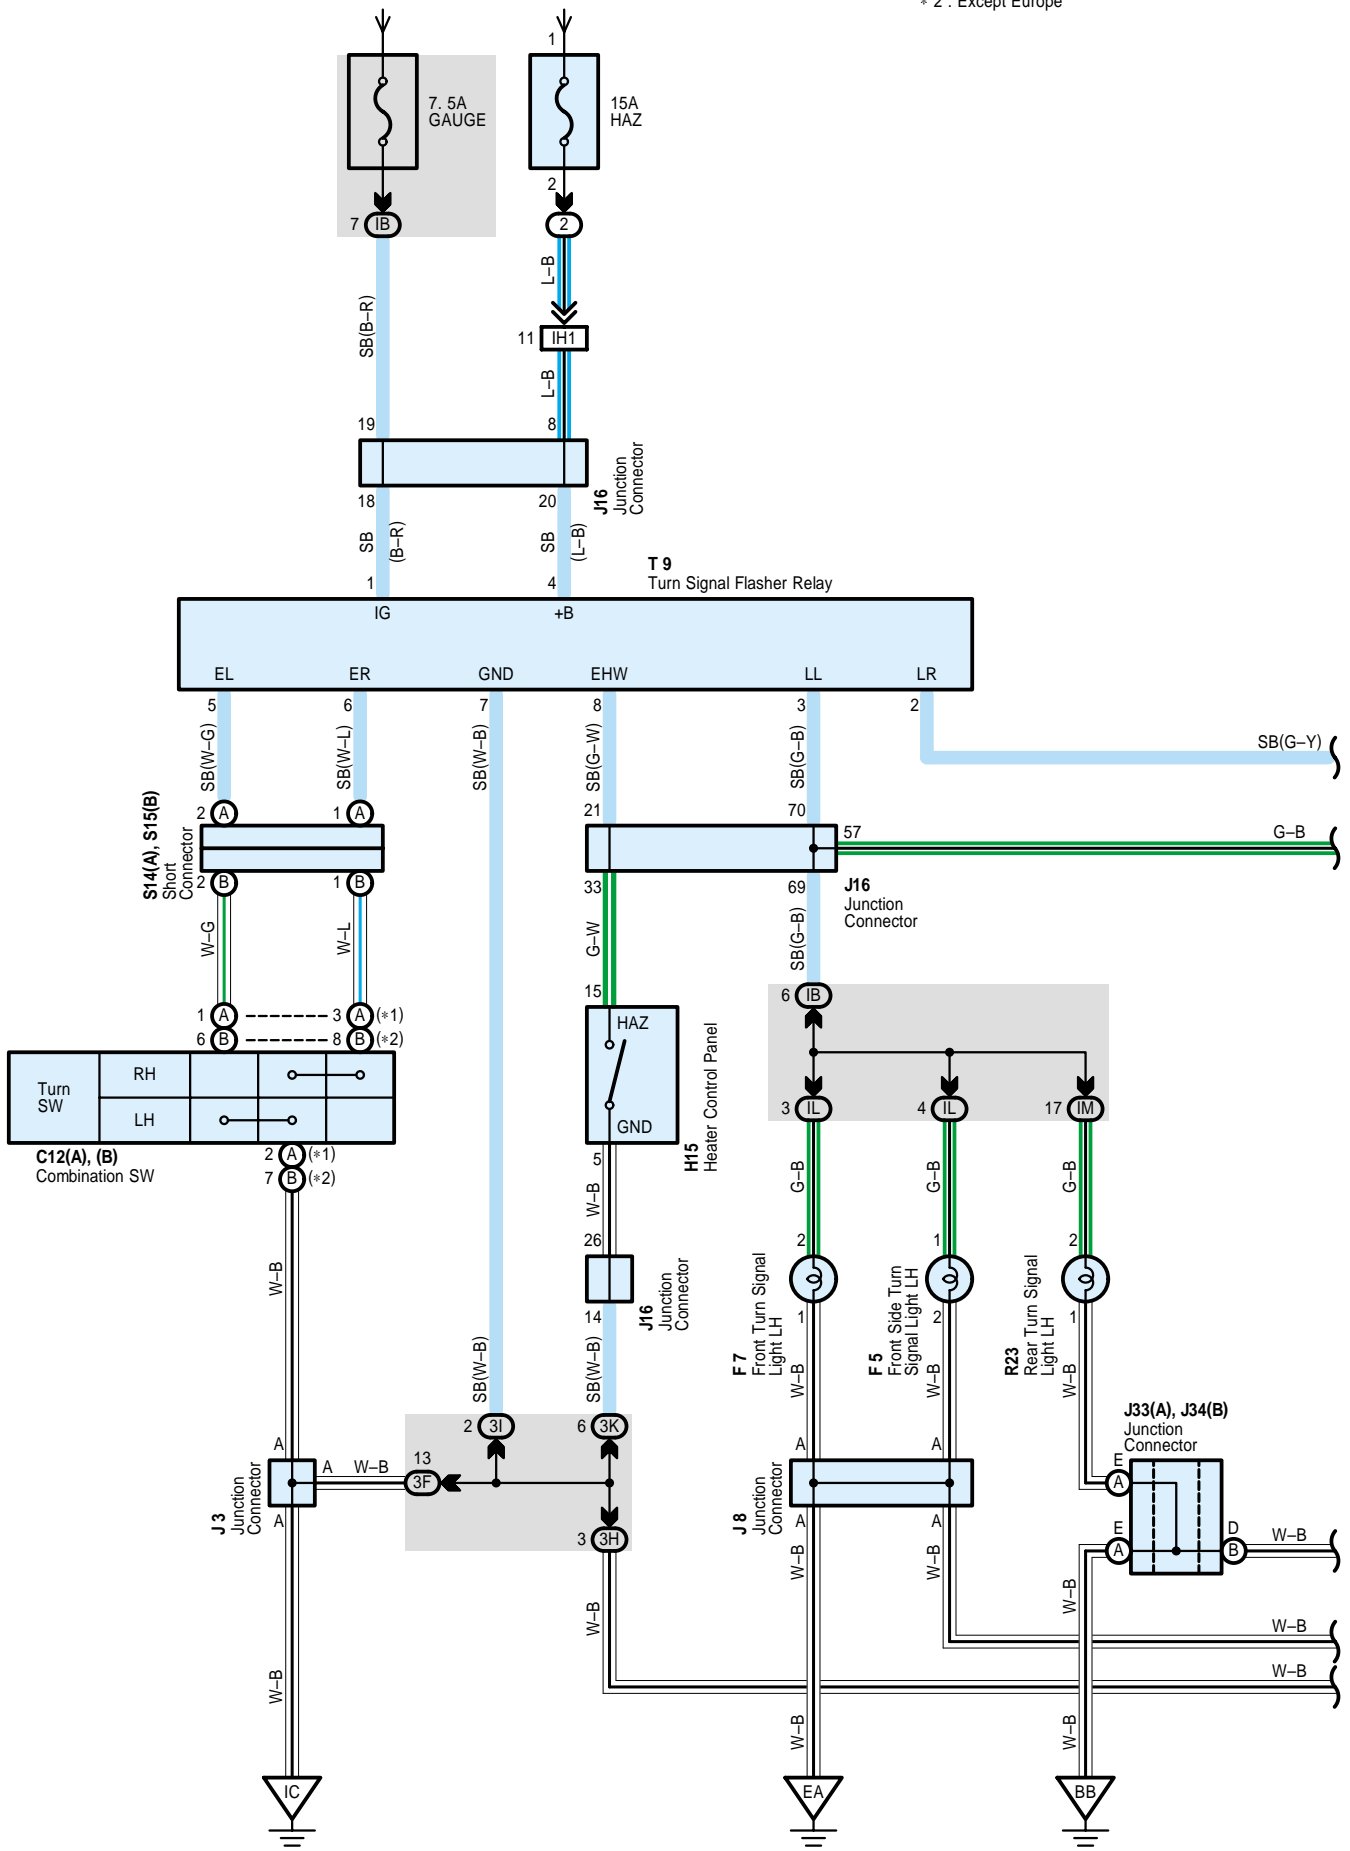 * 2 : Except Europe
1
7. 5A
GAUGE
15A
HAZ
2
7 IB
2
L–B
SB(B–R)
11 IH1
L–B
19
8
18
20
J16
Junction
Connector
SB
(B–R)
SB
(L–B)
T 9
Turn Signal Flasher Relay
1
4
IG
+B
EL
ER
GND
EHW
LL
LR
5
6
7
8
3
2
SB(W–G)
SB(W–L)
SB(W–B)
SB(G–W)
SB(G–B)
SB(G–Y)
2 A
1 A
21
70
57
G–B
S14(A), S15(B)
Short
Connector
2 B
1 B
33
69
J16
Junction
Connector
W–G
W–L
G–W
SB(G–B)
15
6 IB
1 A
3 A (*1)
6 B
8 B (*2)
HAZ
GND
H15
Heater Control Panel
Turn
SW
RH
LH
C12(A), (B)
Combination SW
2 A (*1)
7 B (*2)
3 IL
4 IL
17 IM
5
W–B
G–B
G–B
G–B
26
2
1
2
W–B
J16
Junction
Connector
14
F 7
Front Turn Signal
Light LH
1
F 5
Front Side Turn
Signal Light LH
2
R23
Rear Turn Signal
Light LH
1
SB(W–B)
SB(W–B)
W–B
W–B
W–B
2 3I
6 3K
J33(A), J34(B)
Junction
Connector
A
A W–B
13
3F
A
A
E
A
J 3
Junction
Connector
A
3 3H
J 8
Junction
Connector
A
A
E
A
D
B
W–B
W–B
W–B
W–B
W–B
W–B
W–B
W–B
W–B
W–B
IC
EA
BB